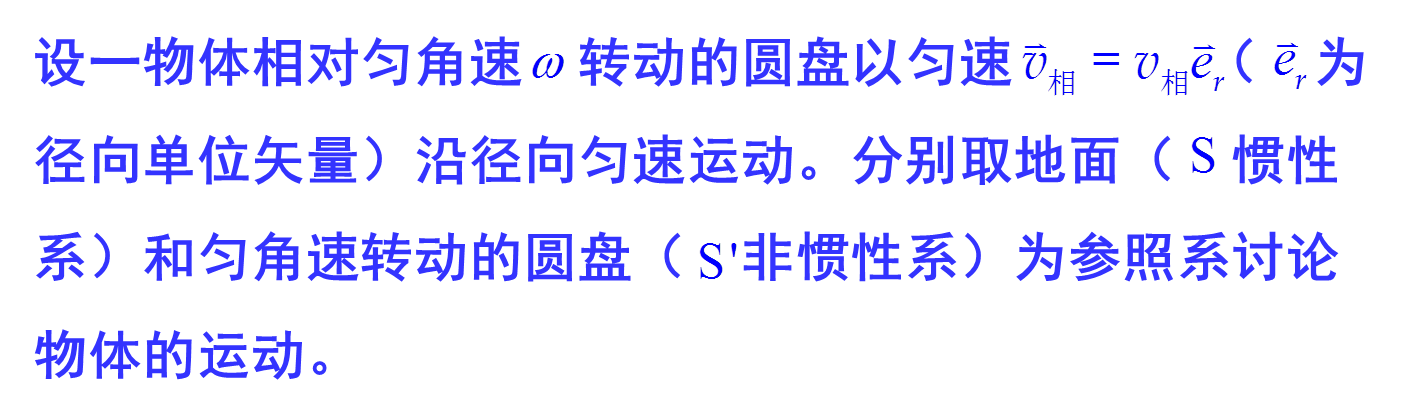 设一物体相对匀角速ω转动的圆盘以匀速v⃗相 = v相e⃗r（e⃗r为
径向单位矢量）沿径向匀速运动。分别取地面（S惯性
系）和匀角速转动的圆盘（S'非惯性系）为参照系讨论
物体的运动。